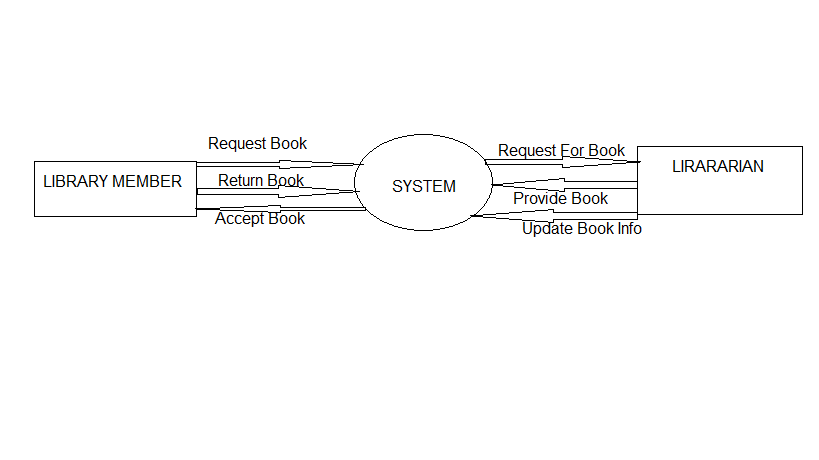 Request Book
Request For Book
LIBRARY MEMBER
Return Book
SYSTEM
LIRARARIAN
Accept Book
Provide Book
Update Book Info